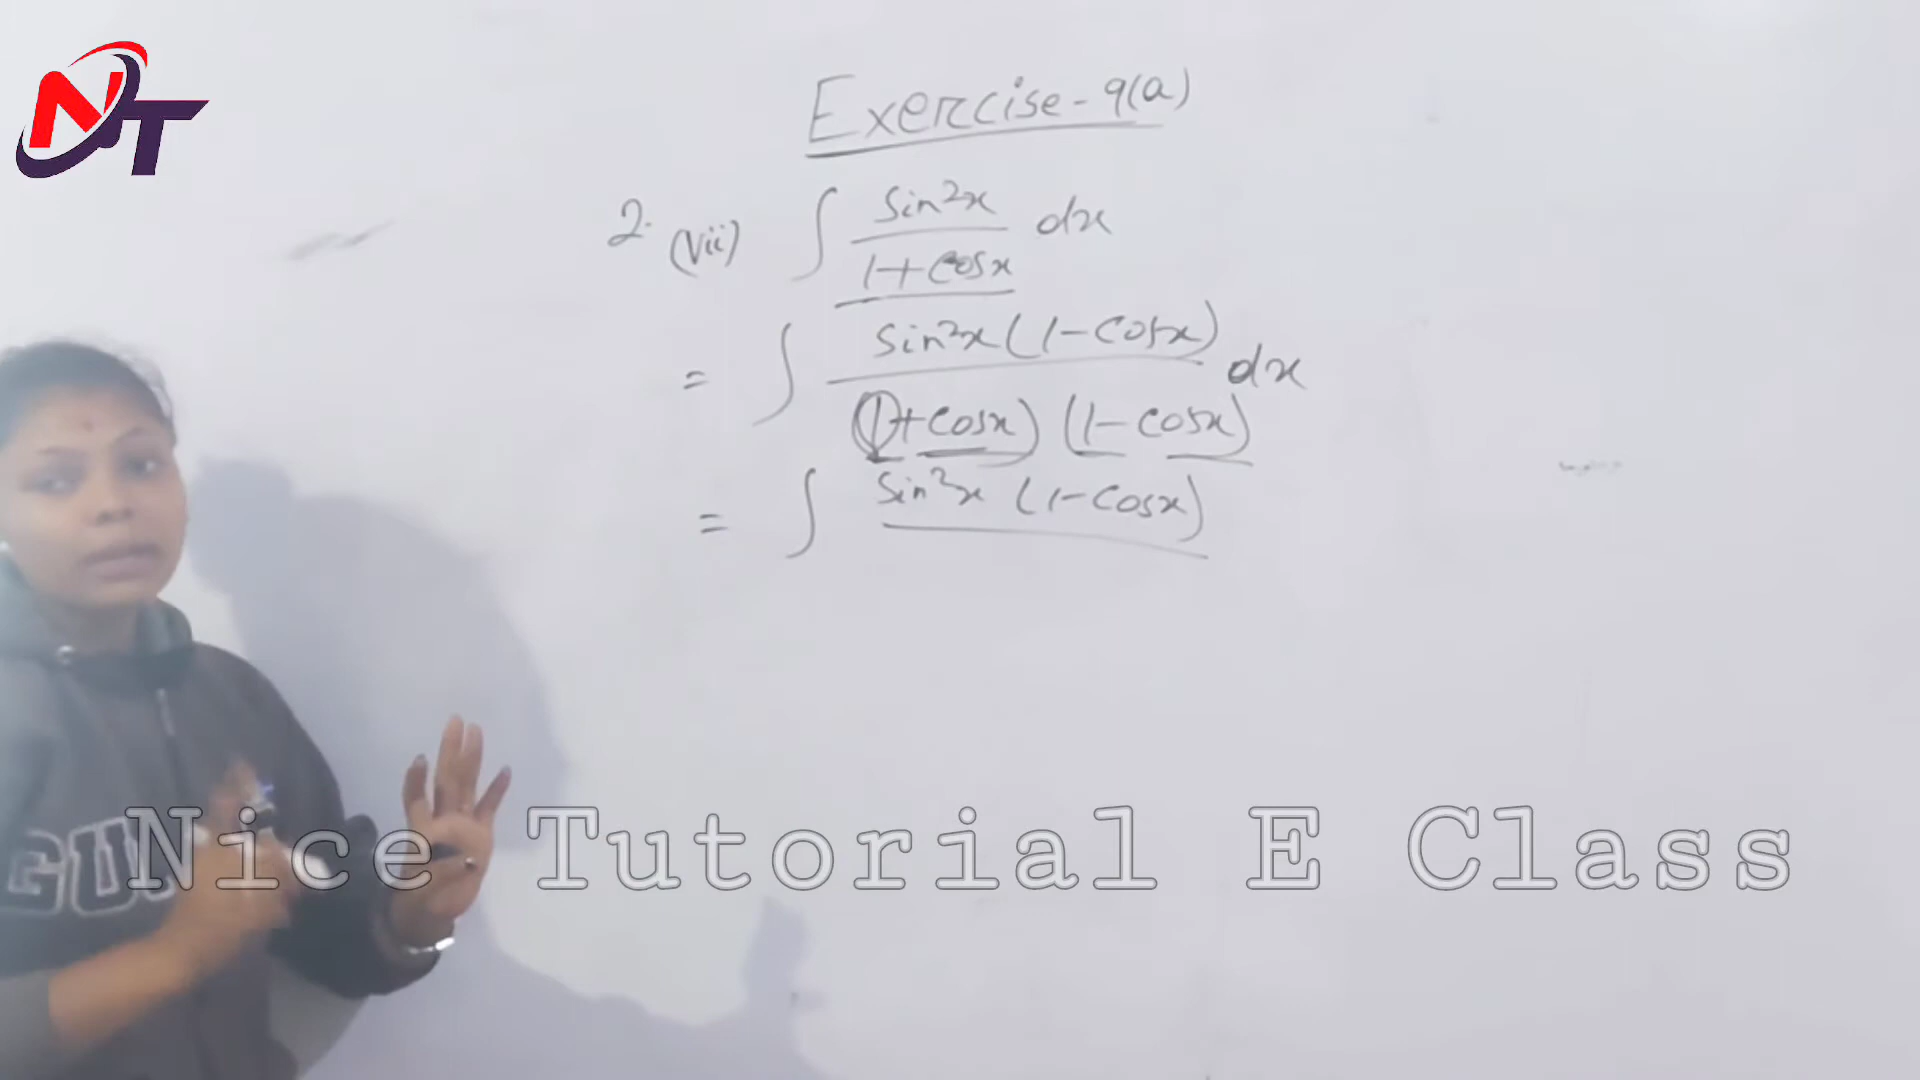 NT
Exercise - 9(a)
2. (vii) ∫ sin²x / 1+cosx dx
= ∫ sin²x (1-cosx) / (1+cosx) (1-cosx) dx
= ∫ sin²x (1-cosx)
GU
Nice Tutorial E Class